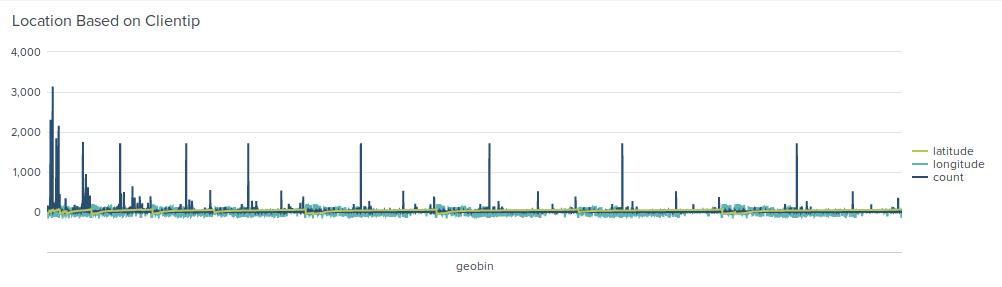 Location Based on Clientip
4,000
3,000
2,000
1,000
0
latitude
longitude
count
geobin